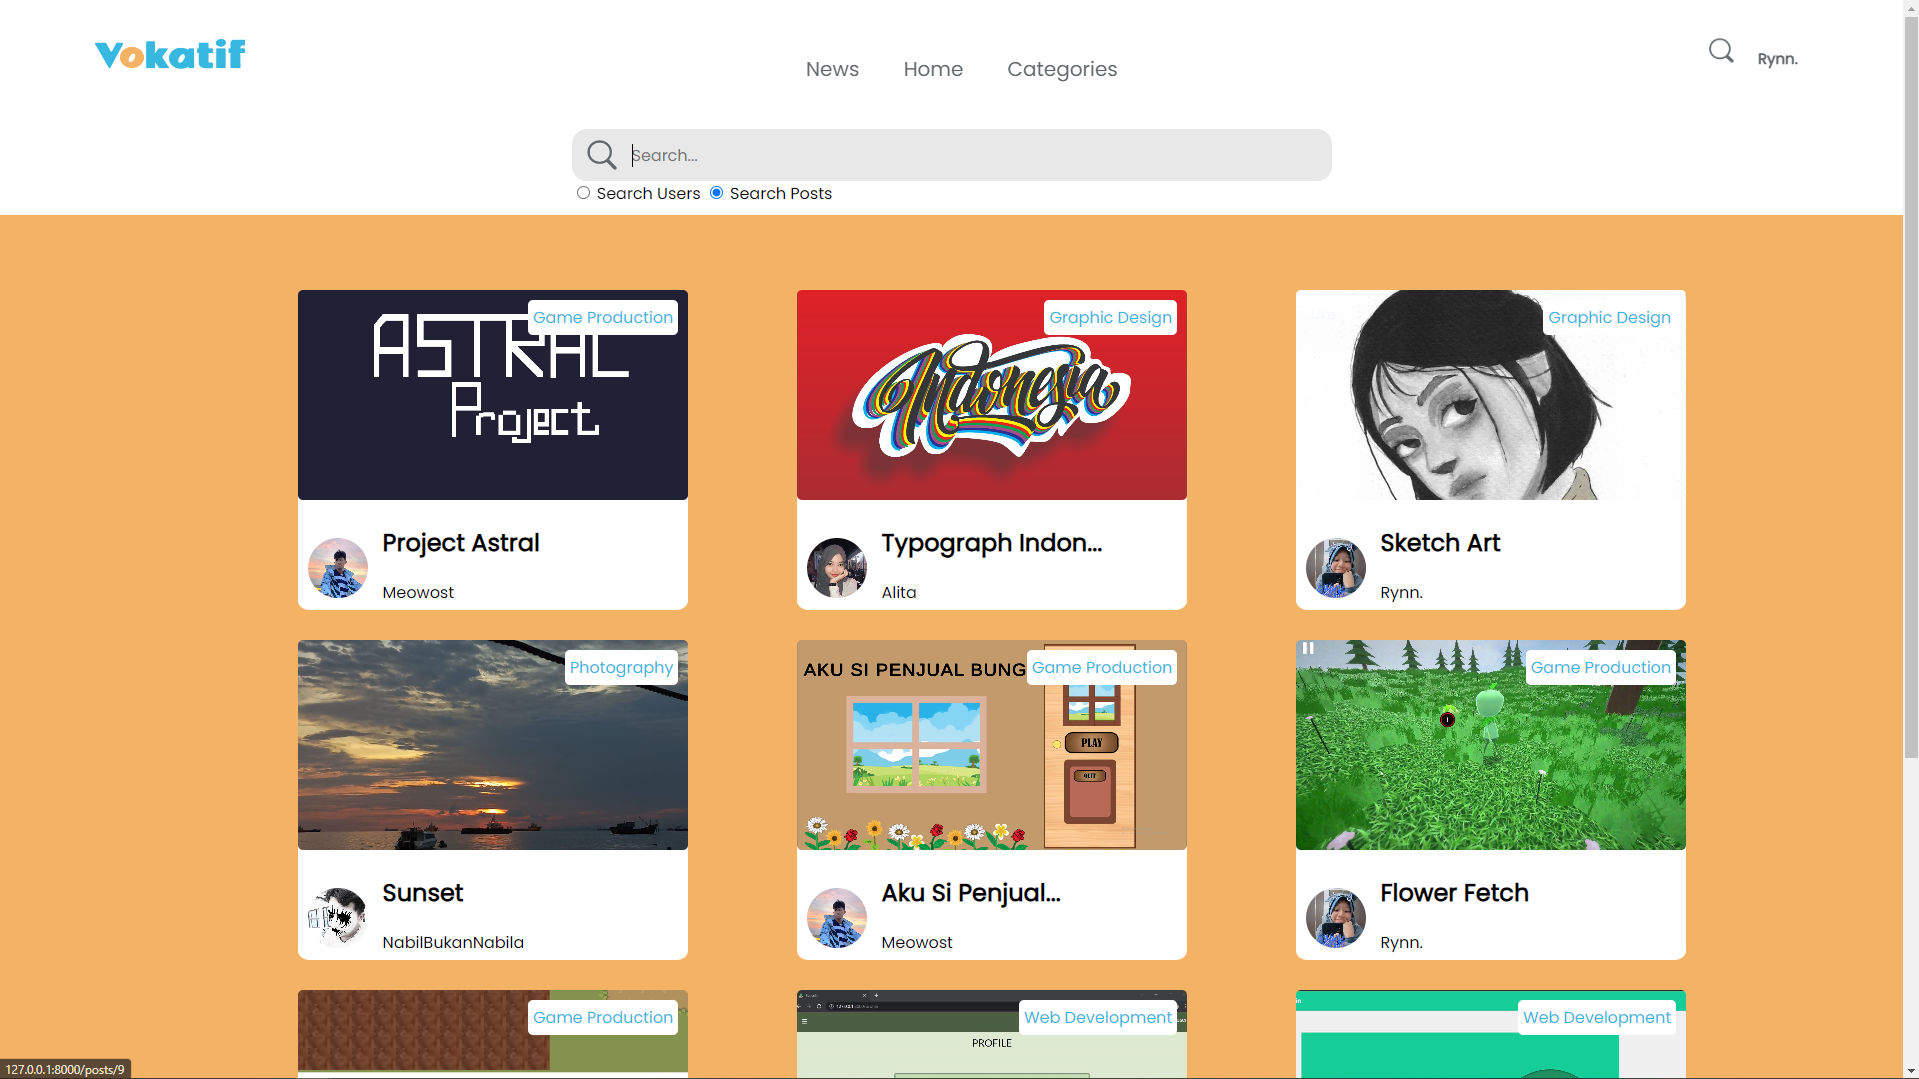 Vokatif
News Home Categories
Rynn.
Search...
Search Users Search Posts
Game Production
ASTRAL
Project
Project Astral
Meowost
Graphic Design
Indonesia
Typograph Indon...
Alita
Graphic Design
Sketch Art
Rynn.
Photography
Sunset
NabilBukanNabila
AKU SI PENJUAL BUNG
Game Production
PLAY
QUIT
Aku Si Penjual...
Meowost
Game Production
Flower Fetch
Rynn.
Game Production
Web Development
PROFILE
Web Development
127.0.0.1:8000/posts/9